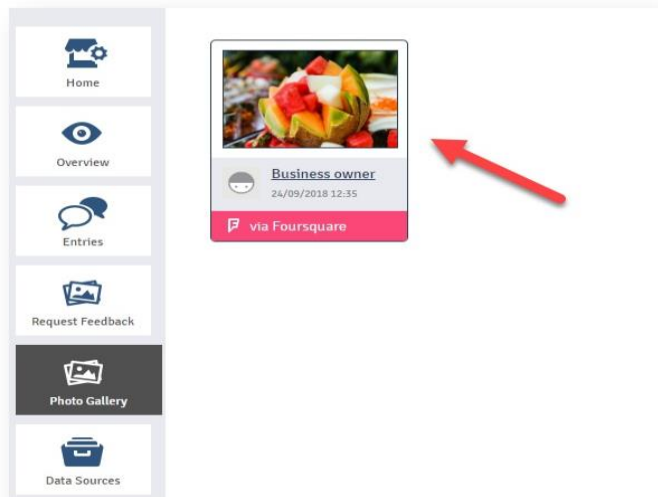 Home
Overview
Entries
Request Feedback
Photo Gallery
Data Sources
Business owner
24/09/2018 12:35
via Foursquare